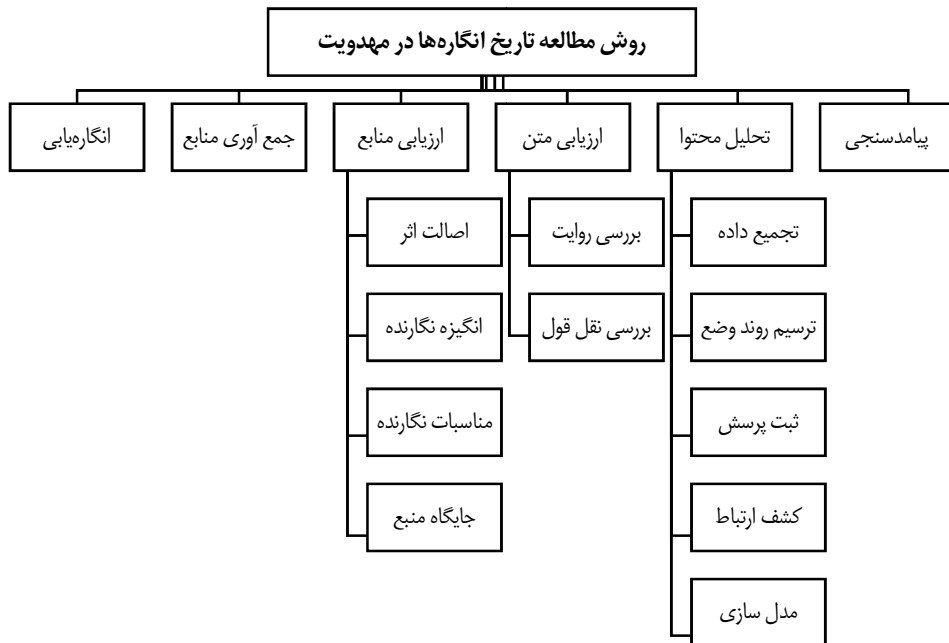 روش مطالعه تاریخ انگاره‌ها در مهدویت
پیامدسنجی
تحلیل محتوا
ارزیابی متن
ارزیابی منابع
جمع آوری منابع
انگاره‌یابی
تجمیع داده
ترسیم روند وضع
ثبت پرسش
کشف ارتباط
مدل سازی
بررسی روایت
بررسی نقل قول
اصالت اثر
انگیزه نگارنده
مناسبات نگارنده
جایگاه منبع